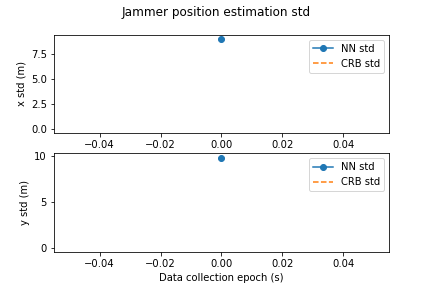 Jammer position estimation std
x std (m)
7.5
5.0
2.5
0.0
NN std
CRB std
−0.04 −0.02 0.00 0.02 0.04
y std (m)
10
5
0
NN std
CRB std
−0.04 −0.02 0.00 0.02 0.04
Data collection epoch (s)